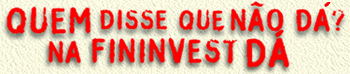 QUEM DISSE QUE NÃO DÁ?
NA FININVEST DÁ